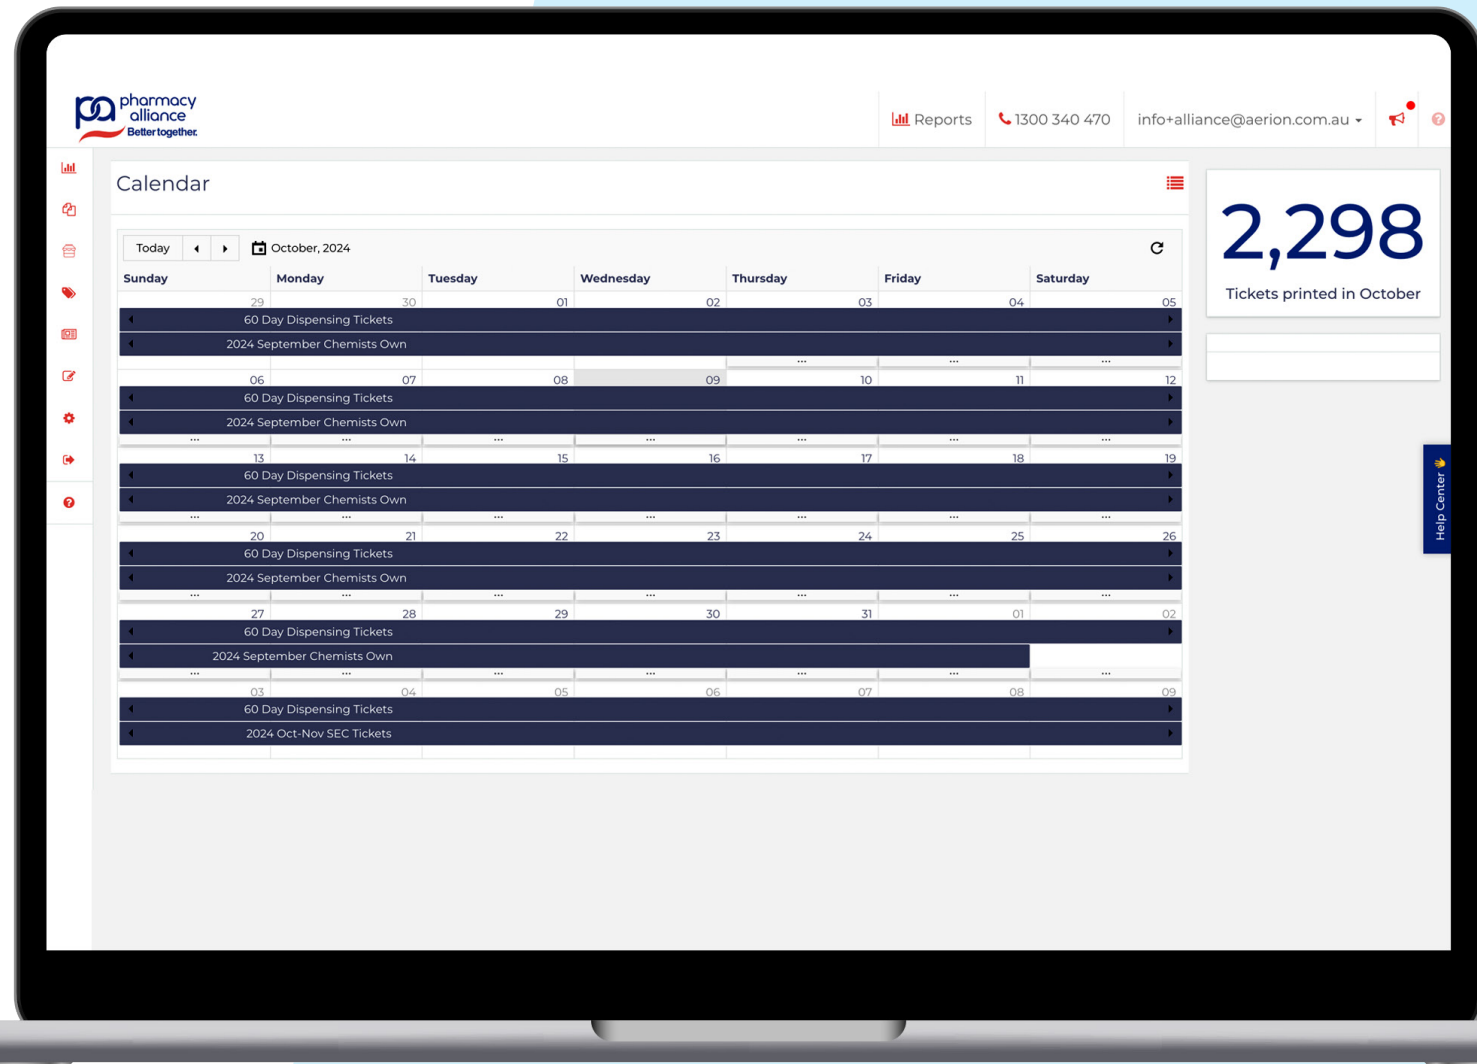 pharmacy
alliance
Better together.
Reports
1300 340 470
info+alliance@aerion.com.au
Calendar
Today
October, 2024
Sunday Monday Tuesday Wednesday Thursday Friday Saturday
29 30 01 02 03 04 05
60 Day Dispensing Tickets
2024 September Chemists Own
... ... ...
06 07 08 09 10 11 12
60 Day Dispensing Tickets
2024 September Chemists Own
... ... ... ... ... ... ...
13 14 15 16 17 18 19
60 Day Dispensing Tickets
2024 September Chemists Own
... ... ... ... ... ... ...
20 21 22 23 24 25 26
60 Day Dispensing Tickets
2024 September Chemists Own
... ... ... ... ... ... ...
27 28 29 30 31 01 02
60 Day Dispensing Tickets
2024 September Chemists Own
... ... ... ... ... ... ...
03 04 05 06 07 08 09
60 Day Dispensing Tickets
2024 Oct-Nov SEC Tickets
2,298
Tickets printed in October
Help Center